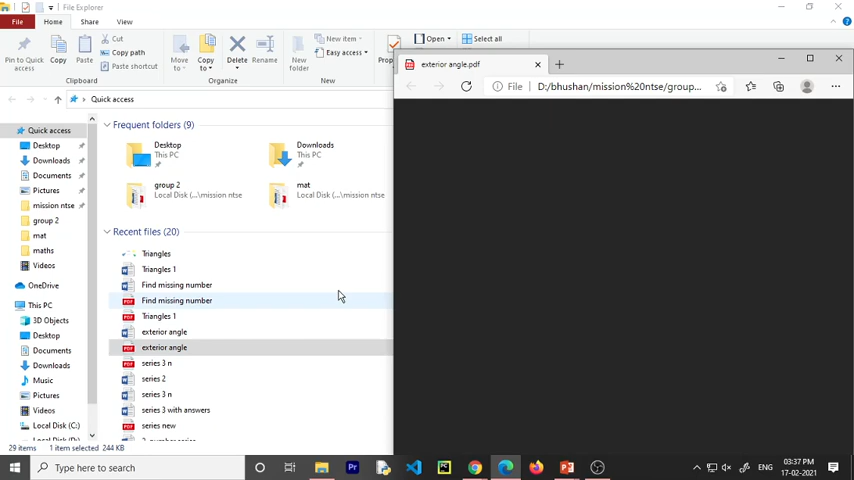 File Explorer
File
Home
Share
View
Pin to Quick access
Copy
Paste
Cut
Copy path
Paste shortcut
Clipboard
Move to
Copy to
Delete
Rename
Organize
New folder
New item
Easy access
New
Open
Select all
Quick access
Quick access
Desktop
Downloads
Documents
Pictures
mission ntse
group 2
mat
maths
Videos
OneDrive
This PC
3D Objects
Desktop
Documents
Downloads
Music
Pictures
Videos
Local Disk (C:)
Frequent folders (9)
Desktop
This PC
Downloads
This PC
group 2
Local Disk (...\mission ntse
mat
Local Disk (...\mission ntse
Recent files (20)
Triangles
Triangles 1
Find missing number
Find missing number
Triangles 1
exterior angle
exterior angle
series 3 n
series 2
series 3 n
series 3 with answers
series new
29 items
1 item selected 244 KB
exterior angle.pdf
File
D:/bhushan/mission%20ntse/group...
Type here to search
ENG
03:37 PM
17-02-2021